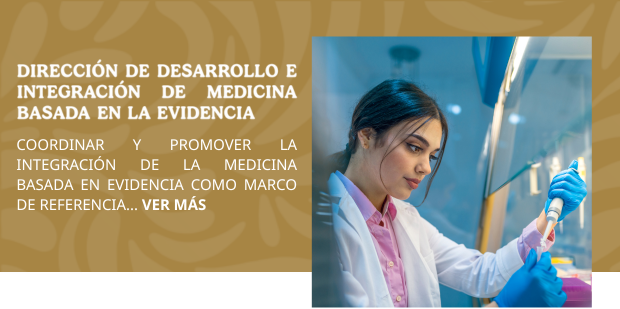 DIRECCIÓN DE DESARROLLO E
INTEGRACIÓN DE MEDICINA
BASADA EN LA EVIDENCIA
COORDINAR Y PROMOVER LA
INTEGRACIÓN DE LA MEDICINA
BASADA EN EVIDENCIA COMO MARCO
DE REFERENCIA... VER MÁS